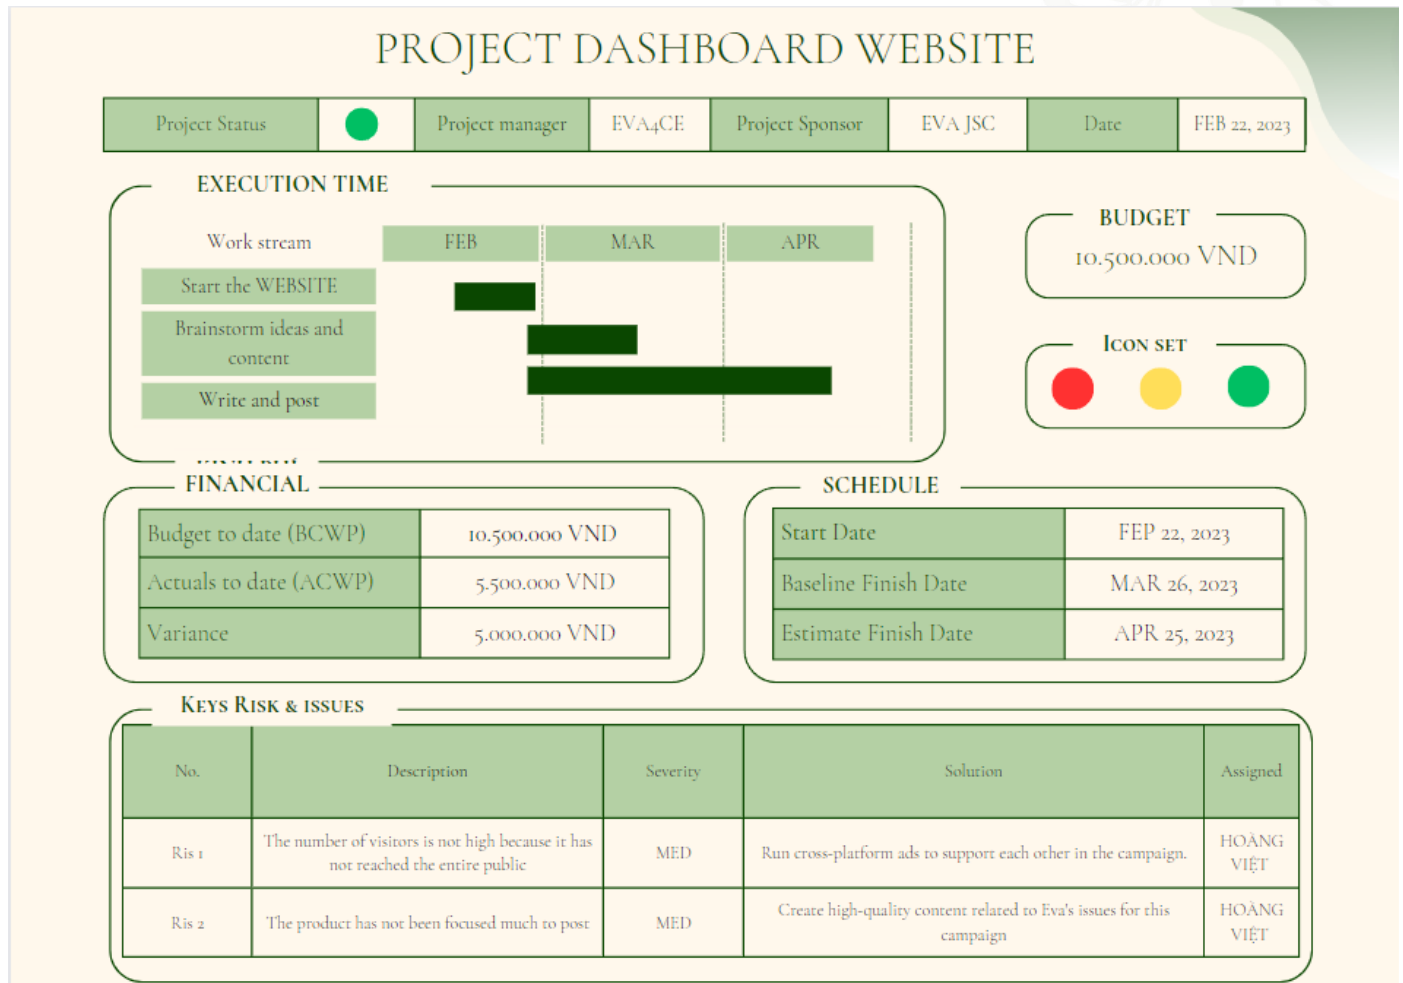 PROJECT DASHBOARD WEBSITE
Project Status
Project manager
EVA4CE
Project Sponsor
EVA JSC
Date
FEB 22, 2023
EXECUTION TIME
Work stream
FEB
MAR
APR
Start the WEBSITE
Brainstorm ideas and
content
Write and post
BUDGET
10.500.000 VND
Icon set
FINANCIAL
Budget to date (BCWP)
10.500.000 VND
Actuals to date (ACWP)
5.500.000 VND
Variance
5.000.000 VND
SCHEDULE
Start Date
FEP 22, 2023
Baseline Finish Date
MAR 26, 2023
Estimate Finish Date
APR 25, 2023
Keys Risk & issues
No.
Description
Severity
Solution
Assigned
Ris 1
The number of visitors is not high because it has
not reached the entire public
MED
Run cross-platform ads to support each other in the campaign.
HOÀNG
VIỆT
Ris 2
The product has not been focused much to post
MED
Create high-quality content related to Eva's issues for this
campaign
HOÀNG
VIỆT